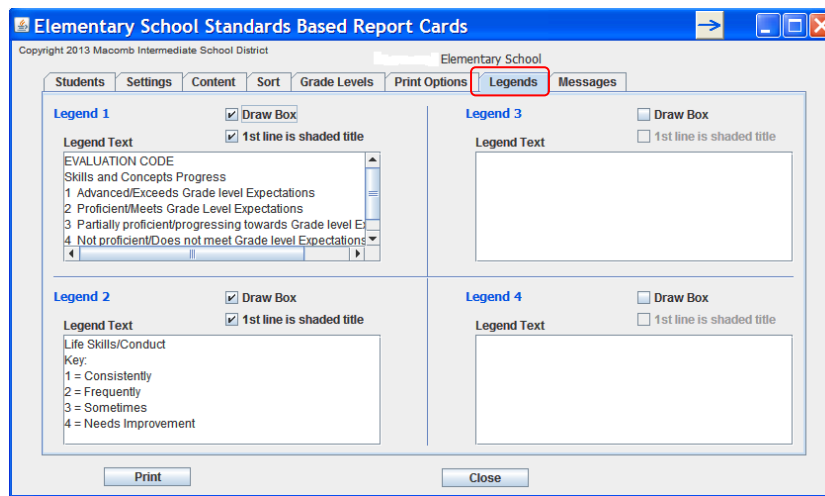 Elementary School Standards Based Report Cards
Copyright 2013 Macomb Intermediate School District
Elementary School
Students Settings Content Sort Grade Levels Print Options Legends Messages
Legend 1
Draw Box
1st line is shaded title
Legend Text
EVALUATION CODE
Skills and Concepts Progress
1 Advanced/Exceeds Grade level Expectations
2 Proficient/Meets Grade Level Expectations
3 Partially proficient/progressing towards Grade level
4 Not proficient/Does not meet Grade level Expectations
Legend 3
Draw Box
1st line is shaded title
Legend Text
Legend 2
Draw Box
1st line is shaded title
Legend Text
Life Skills/Conduct
Key:
1 = Consistently
2 = Frequently
3 = Sometimes
4 = Needs Improvement
Legend 4
Draw Box
1st line is shaded title
Legend Text
Print
Close